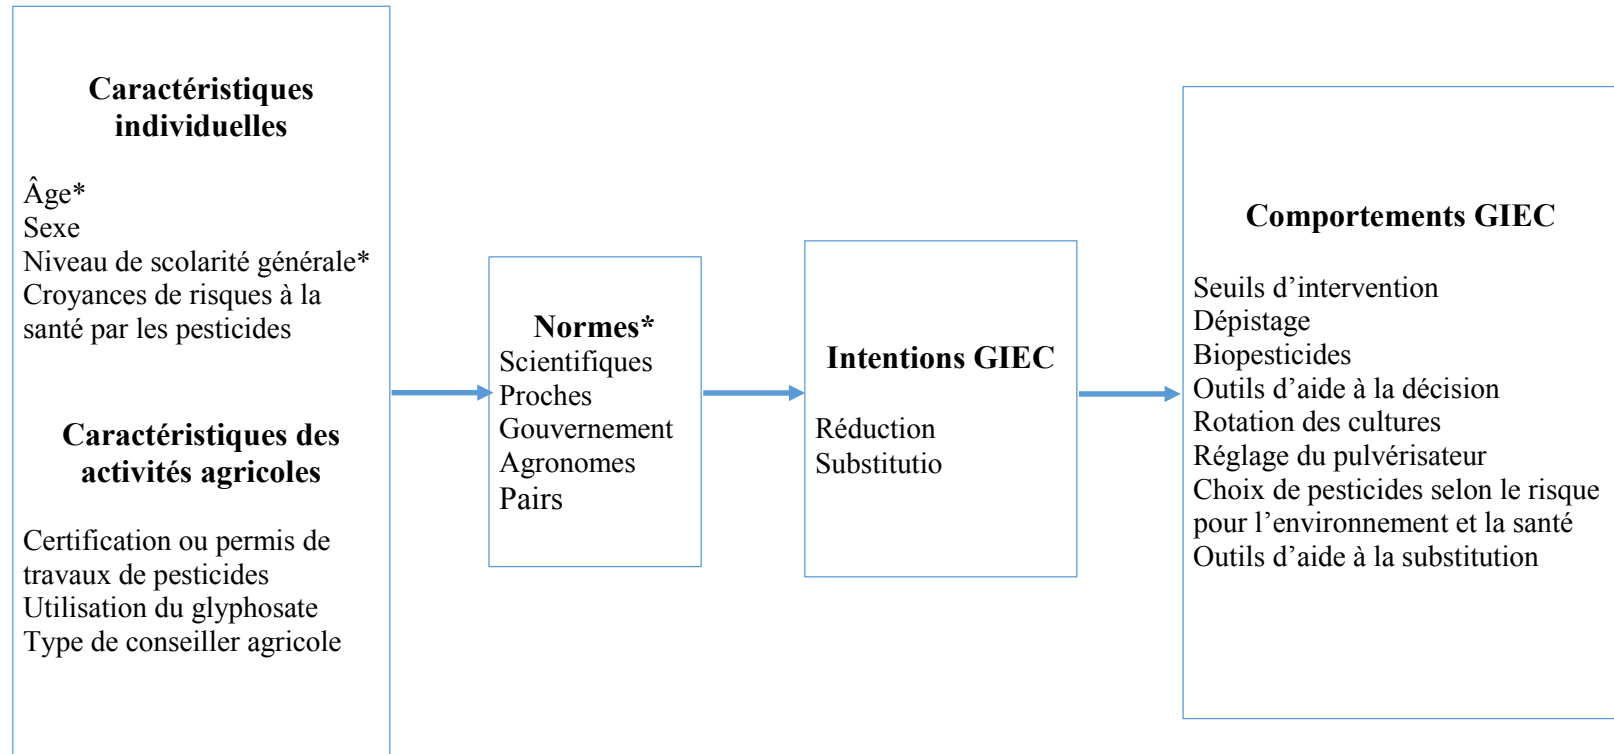 Caractéristiques
individuelles
Âge*
Sexe
Niveau de scolarité générale*
Croyances de risques à la
santé par les pesticides
Caractéristiques des
activités agricoles
Certification ou permis de
travaux de pesticides
Utilisation du glyphosate
Type de conseiller agricole
Normes*
Scientifiques
Proches
Gouvernement
Agronomes
Pairs
Intentions GIEC
Réduction
Substitutio
Comportements GIEC
Seuils d’intervention
Dépistage
Biopesticides
Outils d’aide à la décision
Rotation des cultures
Réglage du pulvérisateur
Choix de pesticides selon le risque
pour l’environnement et la santé
Outils d’aide à la substitution